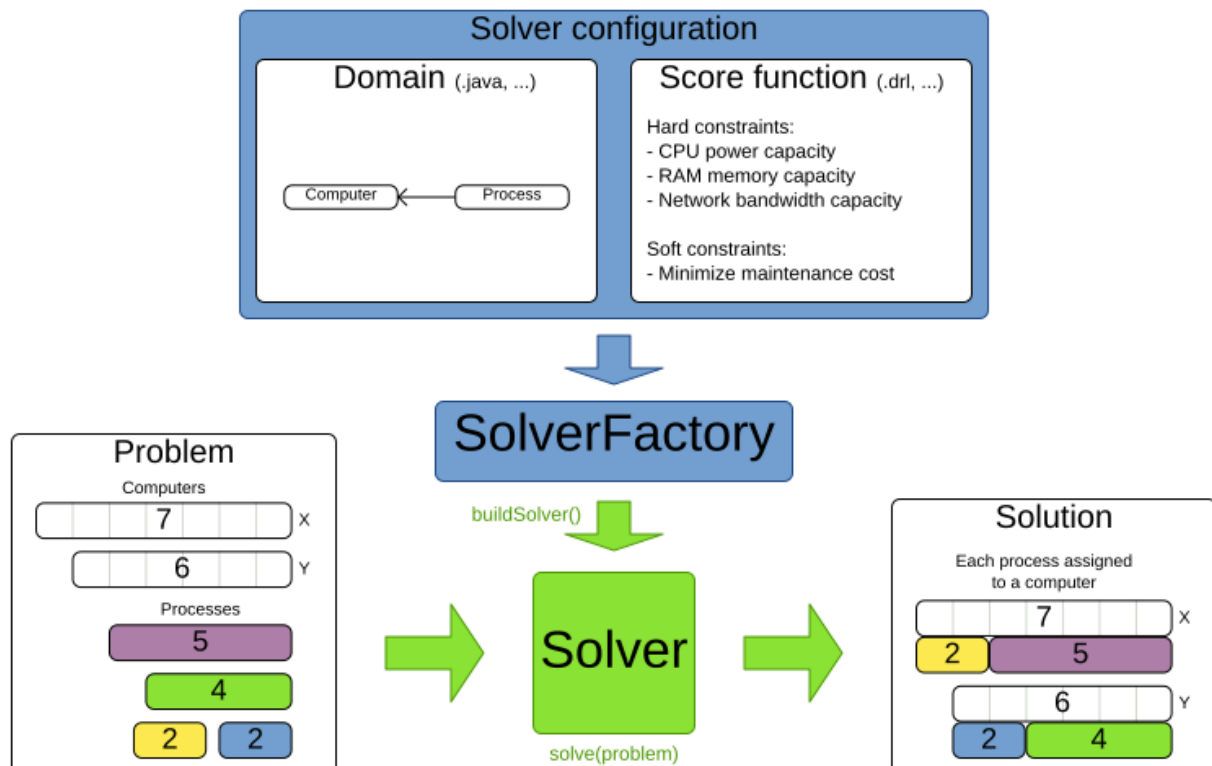 Solver configuration
Domain (.java, ...)
Computer
Process
Score function (.drl, ...)
Hard constraints:
- CPU power capacity
- RAM memory capacity
- Network bandwidth capacity
Soft constraints:
- Minimize maintenance cost
SolverFactory
buildSolver()
Problem
Computers
7 X
6 Y
Processes
5
4
2 2
Solver
solve(problem)
Solution
Each process assigned
to a computer
7 X
2 5
6 Y
2 4